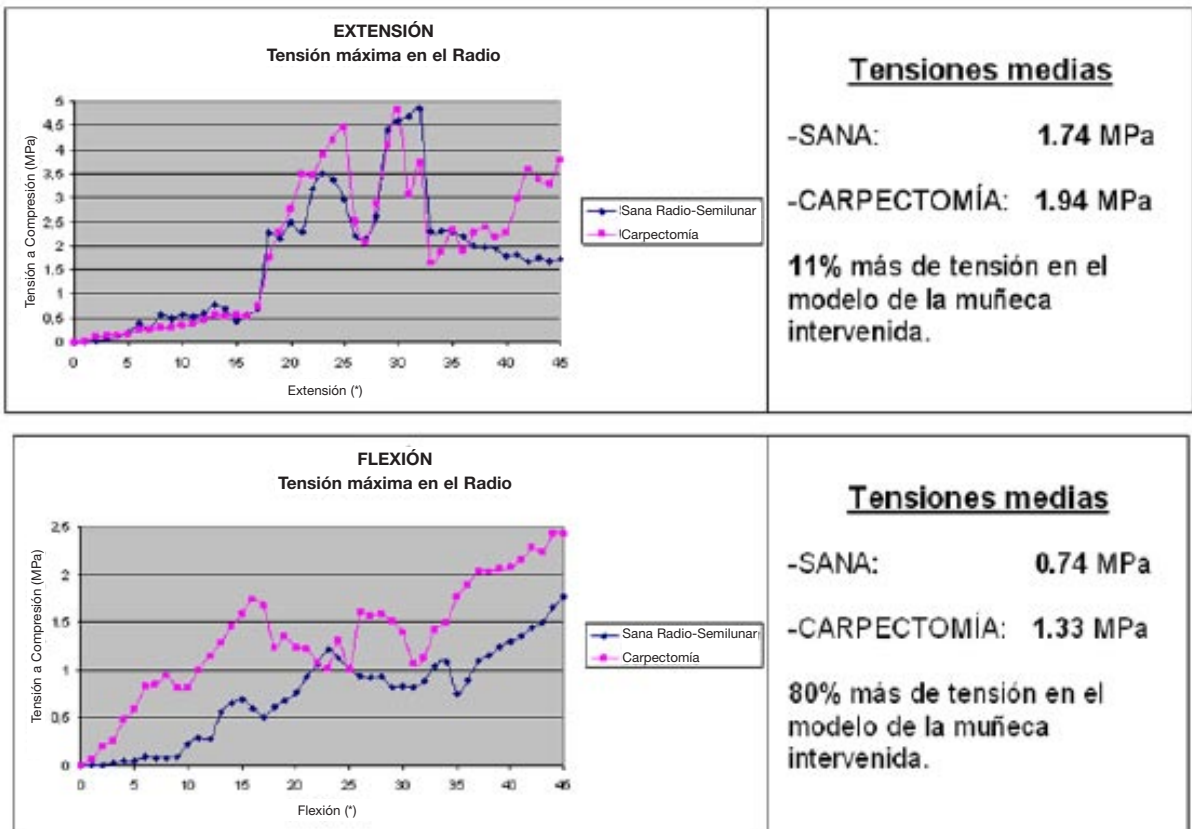 EXTENSIÓN
Tensión máxima en el Radio
Tensión a Compresión (MPa)
5
4.5
4
3.5
3
2.5
2
1.5
1
0.5
0
0 5 10 15 20 25 30 35 40 45
Extensión (°)
Sana Radio-Semilunar
Carpectomía
Tensiones medias
-SANA: 1.74 MPa
-CARPECTOMÍA: 1.94 MPa
11% más de tensión en el
modelo de la muñeca
intervenida.
FLEXIÓN
Tensión máxima en el Radio
Tensión a Compresión (MPa)
2.5
2
1.5
1
0.5
0
0 5 10 15 20 25 30 35 40 45
Flexión (°)
Sana Radio-Semilunar
Carpectomía
Tensiones medias
-SANA: 0.74 MPa
-CARPECTOMÍA: 1.33 MPa
80% más de tensión en el
modelo de la muñeca
intervenida.